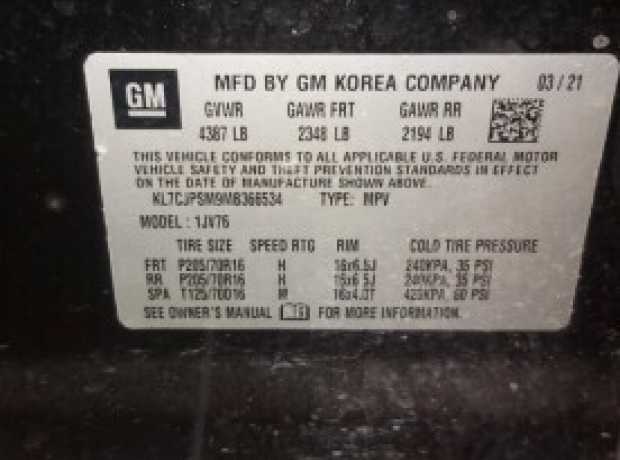 GM
MFD BY GM KOREA COMPANY 03/21
GVWR GAWR FRT GAWR RR
4387 LB 2348 LB 2194 LB
THIS VEHICLE CONFORMS TO ALL APPLICABLE U.S. FEDERAL MOTOR
VEHICLE SAFETY AND THEFT PREVENTION STANDARDS IN EFFECT
ON THE DATE OF MANUFACTURE SHOWN ABOVE.
KL7CJPSM9MB366534 TYPE: MPV
MODEL: 1JV76
TIRE SIZE SPEED RTG RIM COLD TIRE PRESSURE
FRT P205/70R16 H 16x6.5J 240KPA, 35 PSI
RR P205/70R16 H 16x6.5J 240KPA, 35 PSI
SPA T125/70D16 M 16x4.0T 420KPA, 60 PSI
SEE OWNER'S MANUAL FOR MORE INFORMATION.